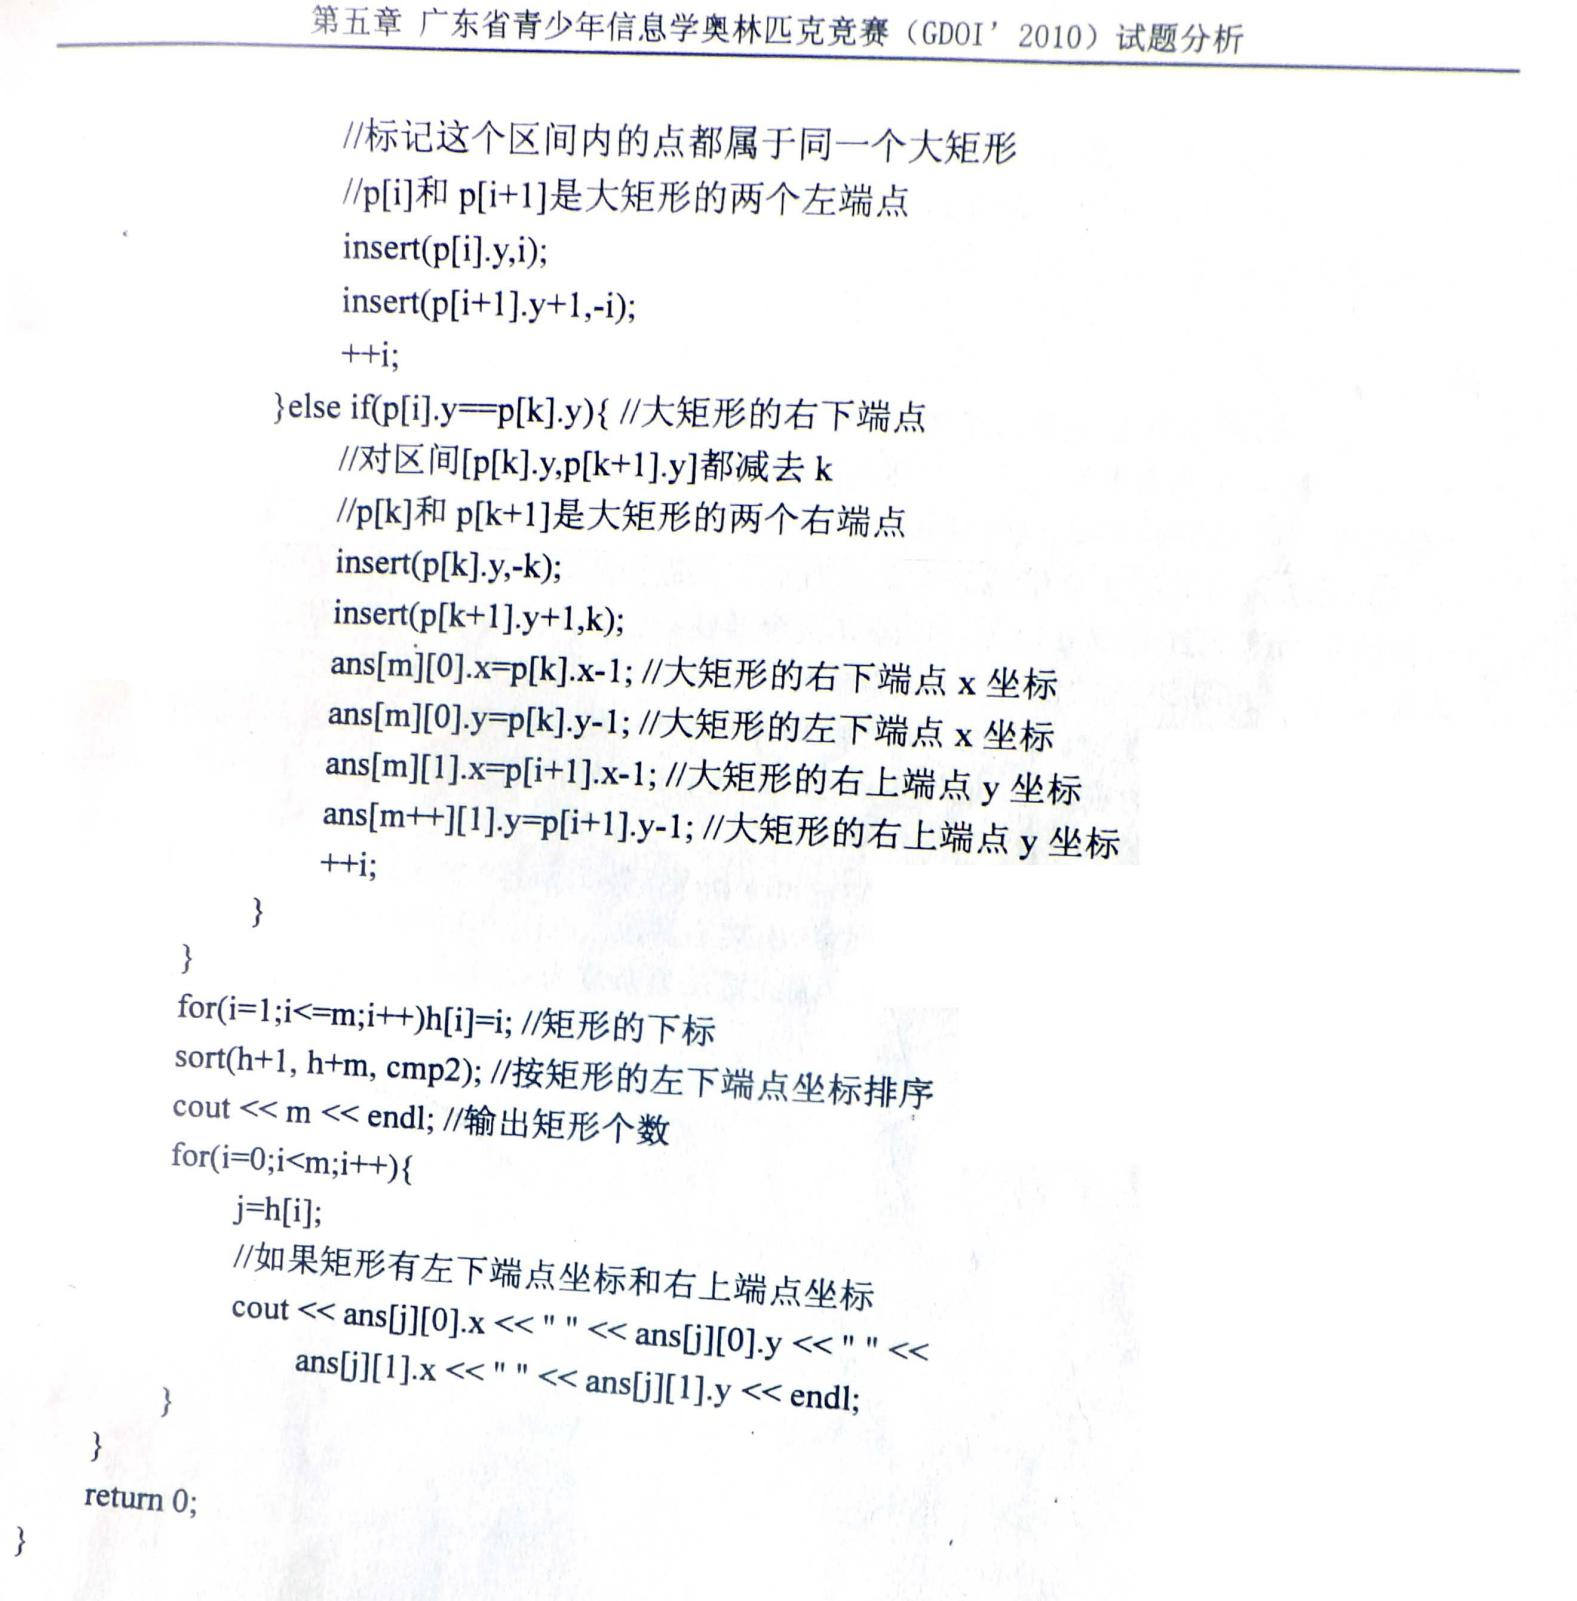 第五章 广东省青少年信息学奥林匹克竞赛（GDOI’2010）试题分析
//标记这个区间内的点都属于同一个大矩形
//p[i]和 p[i+1]是大矩形的两个左端点
insert(p[i].y,i);
insert(p[i+1].y+1,-i);
++i;
}else if(p[i].y==p[k].y){ //大矩形的右下端点
//对区间[p[k].y,p[k+1].y]都减去 k
//p[k]和 p[k+1]是大矩形的两个右端点
insert(p[k].y,-k);
insert(p[k+1].y+1,k);
ans[m][0].x=p[k].x-1; //大矩形的右下端点 x 坐标
ans[m][0].y=p[k].y-1; //大矩形的左下端点 x 坐标
ans[m][1].x=p[i+1].x-1; //大矩形的右上端点 y 坐标
ans[m++][1].y=p[i+1].y-1; //大矩形的右上端点 y 坐标
++i;
}
}
for(i=1;i<=m;i++)h[i]=i; //矩形的下标
sort(h+1, h+m, cmp2); //按矩形的左下端点坐标排序
cout << m << endl; //输出矩形个数
for(i=0;i<m;i++){
j=h[i];
//如果矩形有左下端点坐标和右上端点坐标
cout << ans[j][0].x << " " << ans[j][0].y << " " <<
ans[j][1].x << " " << ans[j][1].y << endl;
}
}
return 0;
}